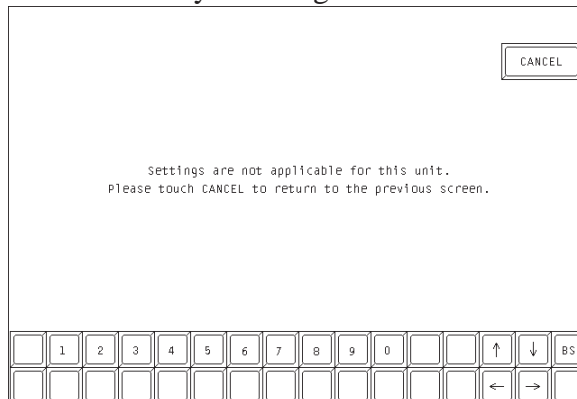 CANCEL
Settings are not applicable for this unit.
Please touch CANCEL to return to the previous screen.
1 2 3 4 5 6 7 8 9 0 ↑ ↓ BS
← →